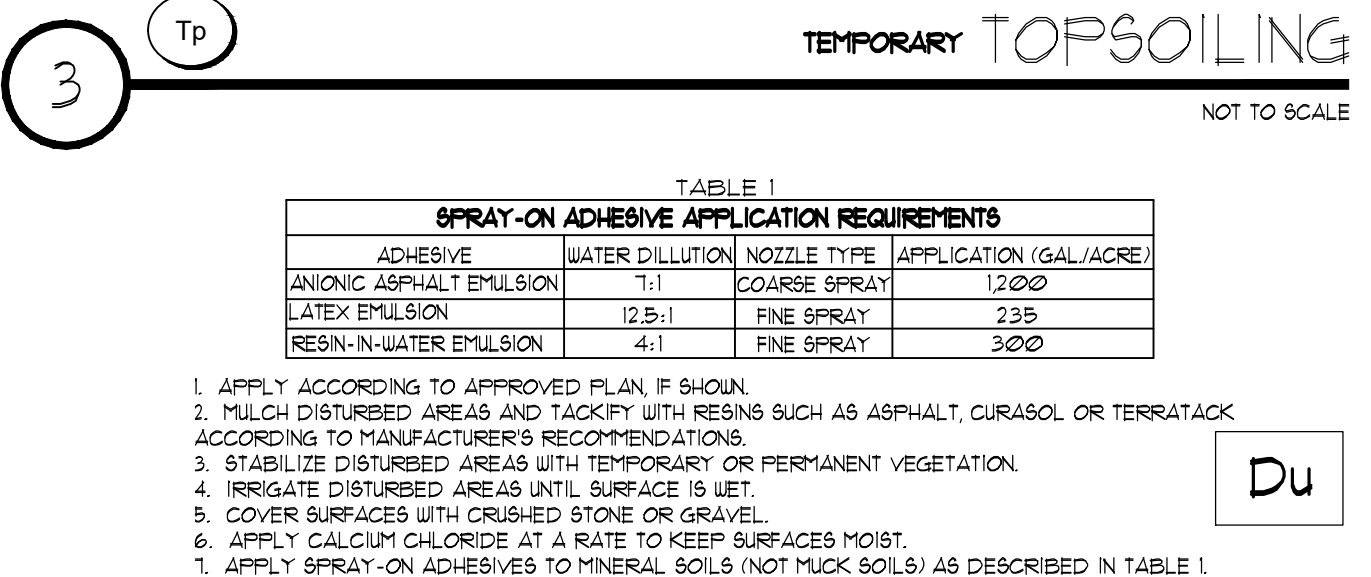 Tp
3
TEMPORARY TOPSOILING
NOT TO SCALE
TABLE 1
SPRAY-ON ADHESIVE APPLICATION REQUIREMENTS
ADHESIVE WATER DILLUTION NOZZLE TYPE APPLICATION (GAL./ACRE)
ANIONIC ASPHALT EMULSION 7:1 COARSE SPRAY 1,200
LATEX EMULSION 12.5:1 FINE SPRAY 235
RESIN-IN-WATER EMULSION 4:1 FINE SPRAY 300
1. APPLY ACCORDING TO APPROVED PLAN, IF SHOWN.
2. MULCH DISTURBED AREAS AND TACKIFY WITH RESINS SUCH AS ASPHALT, CURASOL OR TERRATACK
ACCORDING TO MANUFACTURER'S RECOMMENDATIONS.
3. STABILIZE DISTURBED AREAS WITH TEMPORARY OR PERMANENT VEGETATION.
4. IRRIGATE DISTURBED AREAS UNTIL SURFACE IS WET.
5. COVER SURFACES WITH CRUSHED STONE OR GRAVEL.
6. APPLY CALCIUM CHLORIDE AT A RATE TO KEEP SURFACES MOIST.
7. APPLY SPRAY-ON ADHESIVES TO MINERAL SOILS (NOT MUCK SOILS) AS DESCRIBED IN TABLE 1.
Du